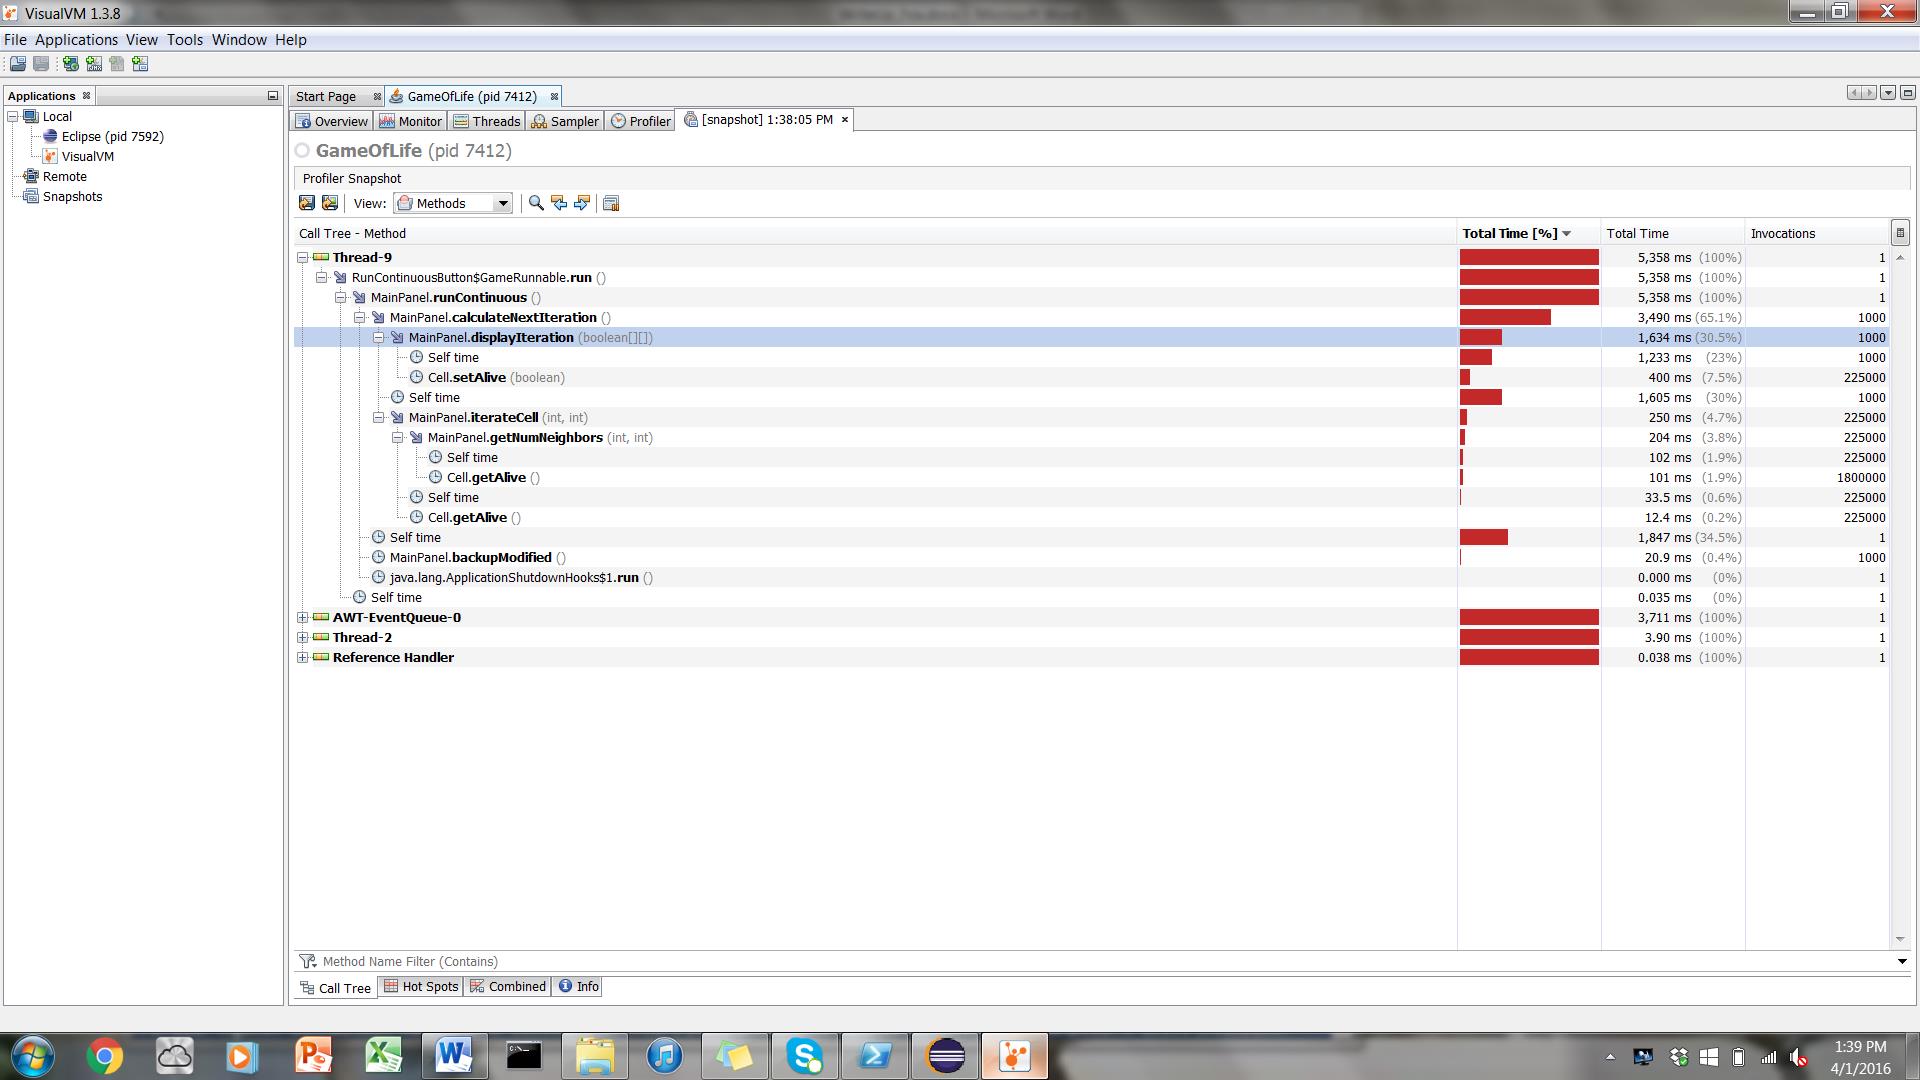 VisualVM 1.3.8
File Applications View Tools Window Help
Applications
Local
Eclipse (pid 7592)
VisualVM
Remote
Snapshots
Start Page GameOfLife (pid 7412)
Overview Monitor Threads Sampler Profiler [snapshot] 1:38:05 PM
GameOfLife (pid 7412)
Profiler Snapshot
View: Methods
Call Tree - Method Total Time [%] Total Time Invocations
Thread-9 5,358 ms (100%) 1
RunContinuousButton$GameRunnable.run () 5,358 ms (100%) 1
MainPanel.runContinuous () 5,358 ms (100%) 1
MainPanel.calculateNextIteration () 3,490 ms (65.1%) 1000
MainPanel.displayIteration (boolean[][]) 1,634 ms (30.5%) 1000
Self time 1,233 ms (23%) 1000
Cell.setAlive (boolean) 400 ms (7.5%) 225000
Self time 1,605 ms (30%) 1000
MainPanel.iterateCell (int, int) 250 ms (4.7%) 225000
MainPanel.getNumNeighbors (int, int) 204 ms (3.8%) 225000
Self time 102 ms (1.9%) 225000
Cell.getAlive () 101 ms (1.9%) 1800000
Self time 33.5 ms (0.6%) 225000
Cell.getAlive () 12.4 ms (0.2%) 225000
Self time 1,847 ms (34.5%) 1
MainPanel.backupModified () 20.9 ms (0.4%) 1000
java.lang.ApplicationShutdownHooks$1.run () 0.000 ms (0%) 1
Self time 0.035 ms (0%) 1
AWT-EventQueue-0 3,711 ms (100%) 1
Thread-2 3.90 ms (100%) 1
Reference Handler 0.038 ms (100%) 1
Method Name Filter (Contains)
Call Tree Hot Spots Combined Info
1:39 PM
4/1/2016